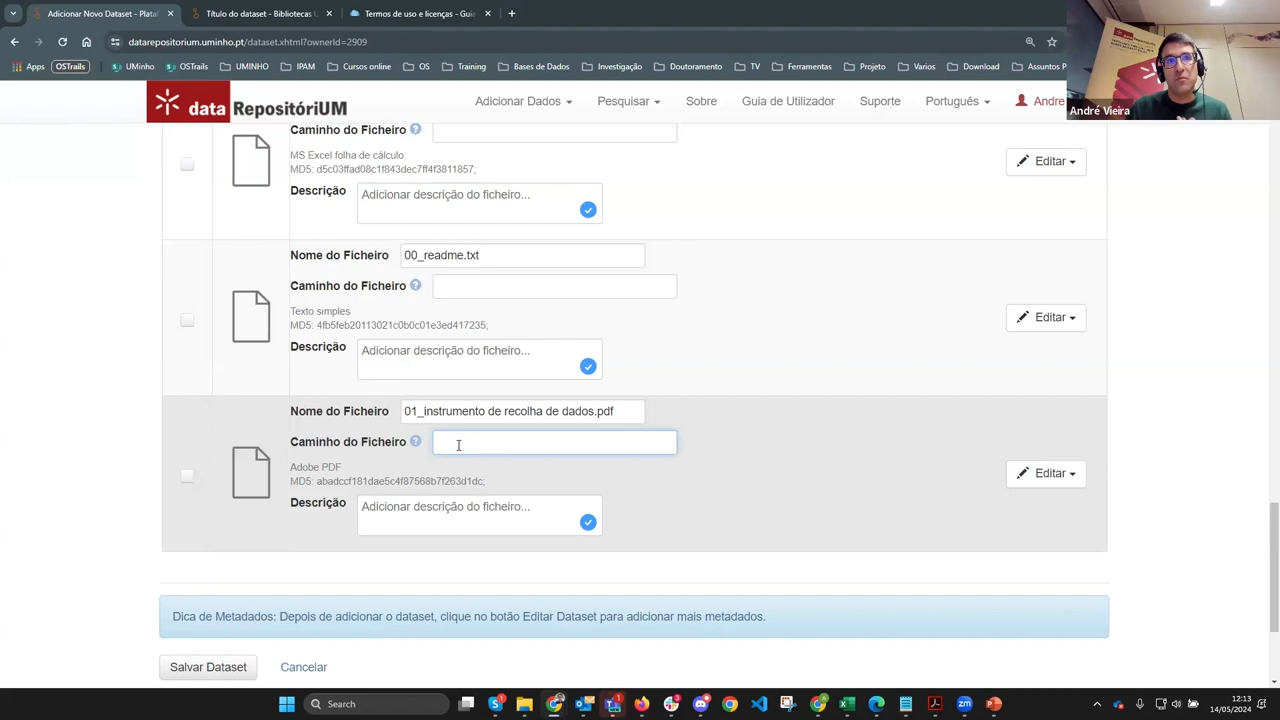 Adicionar Novo Dataset - Plata
Título do dataset - Bibliotecas U
Termos de uso e licenças - Guia
datarepositorium.uminho.pt/dataset.xhtml?ownerId=2909
Apps
OSTrails
UMinho
OSTrails
UMINHO
IPAM
Cursos online
OS
Training
Bases de Dados
Investigação
Doutoramento
TV
Ferramentas
Projeto
Varios
Download
Assuntos P
André Vieira
data RepositóriUM
Adicionar Dados
Pesquisar
Sobre
Guia de Utilizador
Suporte
Português
Andre
Caminho do Ficheiro ?
MS Excel folha de cálculo
MD5: d5c03ffad08c1f843dec7ff4f3811857;
Descrição
Adicionar descrição do ficheiro...
Editar
Nome do Ficheiro
00_readme.txt
Caminho do Ficheiro ?
Texto simples
MD5: 4fb5feb20113021c0b0c01e3ed417235;
Descrição
Adicionar descrição do ficheiro...
Editar
Nome do Ficheiro
01_instrumento de recolha de dados.pdf
Caminho do Ficheiro ?
Adobe PDF
MD5: abadccf181dae5c4f87568b7f263d1dc;
Descrição
Adicionar descrição do ficheiro...
Editar
Dica de Metadados: Depois de adicionar o dataset, clique no botão Editar Dataset para adicionar mais metadados.
Salvar Dataset
Cancelar
Search
12:13
14/05/2024